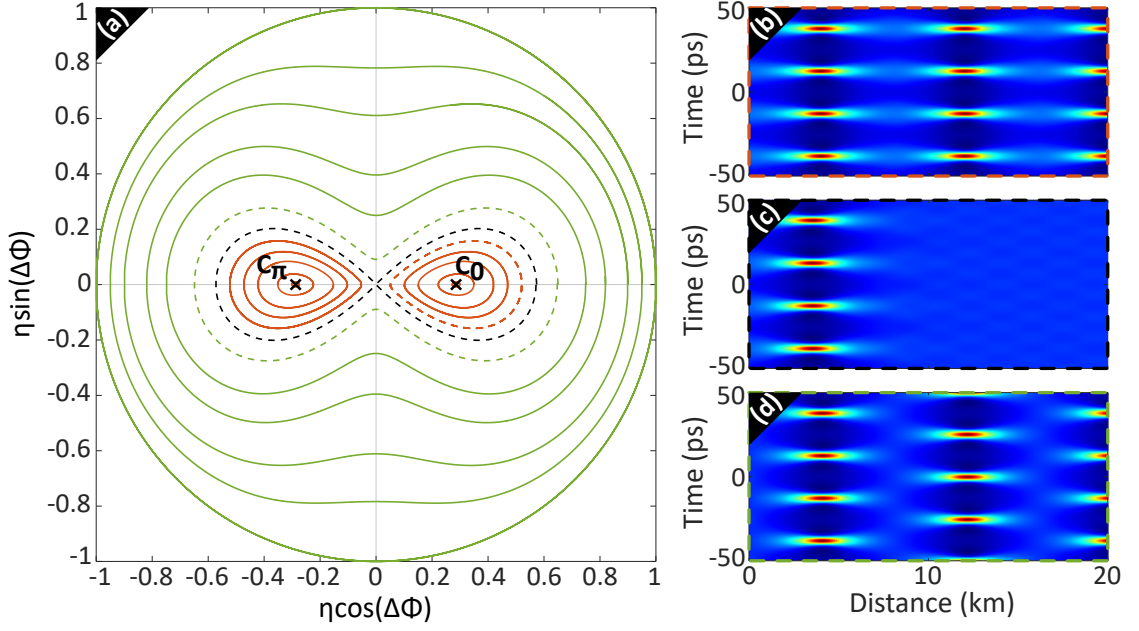 (a)
1
0.8
0.6
0.4
0.2
0
-0.2
-0.4
-0.6
-0.8
-1
ηsin(ΔΦ)
Cπ
C0
-1 -0.8 -0.6 -0.4 -0.2 0 0.2 0.4 0.6 0.8 1
ηcos(ΔΦ)
(b)
50
0
-50
Time (ps)
(c)
50
0
-50
Time (ps)
(d)
50
0
-50
Time (ps)
0 10 20
Distance (km)